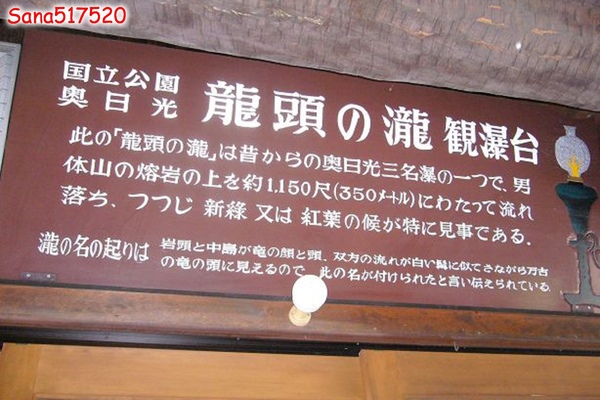 Sana517520
国立公園
奥日光
龍頭の瀧 観瀑台
此の「龍頭の瀧」は昔からの奥日光三名瀑の一つで、男
体山の熔岩の上を約1,150尺(350メートル)にわたって流れ
落ち、つつじ 新綠 又は 紅葉の候が特に見事である.
瀧の名の起りは
岩頭と中島が竜の顔と頭、双方の流れが白い髯に似てさながら万古
の竜の頭に見えるので、此の名が付けられたと言い伝えられている.